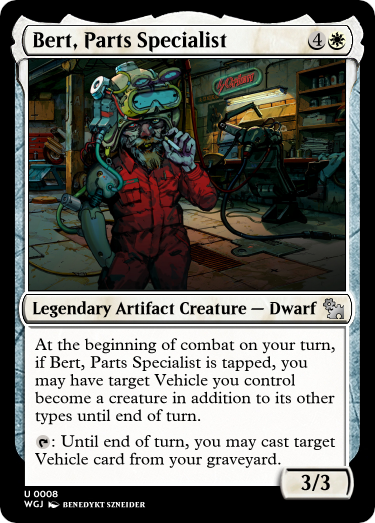 Bert, Parts Specialist 4
Legendary Artifact Creature — Dwarf
At the beginning of combat on your turn,
if Bert, Parts Specialist is tapped, you
may have target Vehicle you control
become a creature in addition to its
other types until end of turn.
: Until end of turn, you may cast target
Vehicle card from your graveyard.
3/3
U 0008
WGJ BENEDYKT SZNEIDER